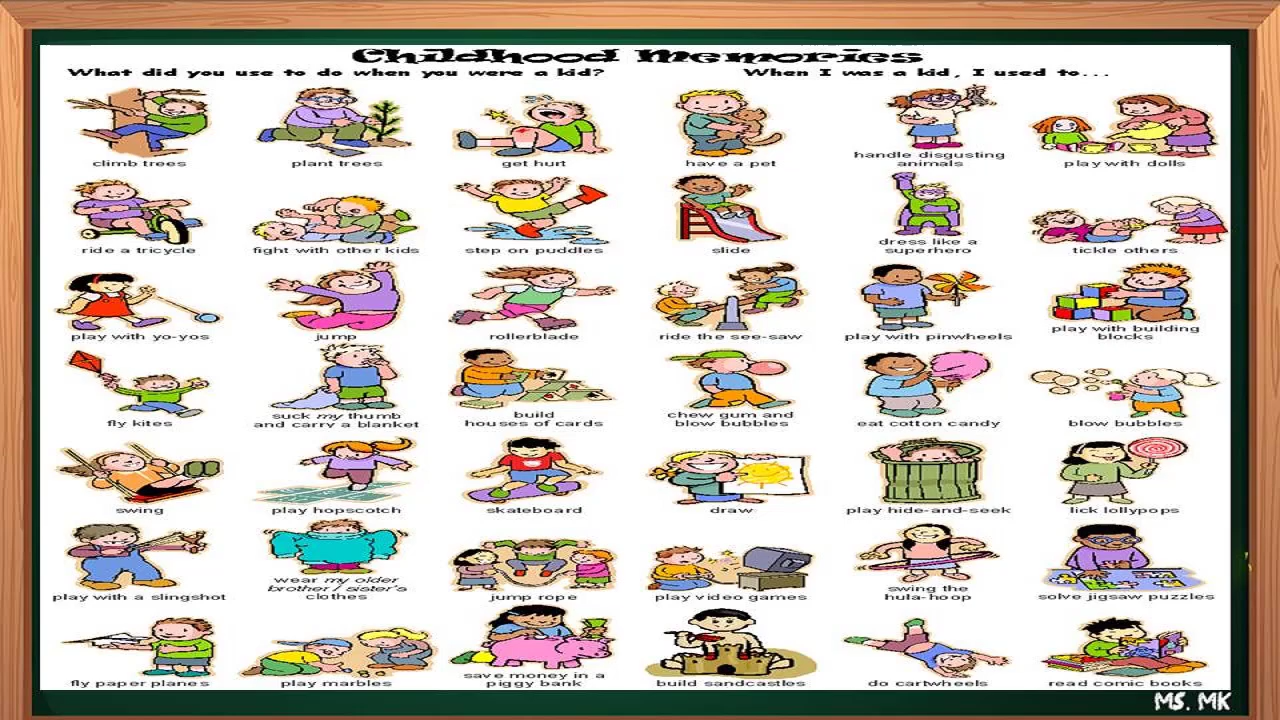 Childhood Memories
What did you use to do when you were a kid?
When I was a kid, I used to...
climb trees
plant trees
get hurt
have a pet
handle disgusting
animals
play with dolls
ride a tricycle
fight with other kids
step on puddles
slide
dress like a
superhero
tickle others
play with yo-yos
jump
rollerblade
ride the see-saw
play with pinwheels
play with building
blocks
fly kites
suck my thumb
and carry a blanket
build
houses of cards
chew gum and
blow bubbles
eat cotton candy
blow bubbles
swing
play hopscotch
skateboard
draw
play hide-and-seek
lick lollypops
play with a slingshot
wear my older
brother / sister's
clothes
jump rope
play video games
swing the
hula-hoop
solve jigsaw puzzles
fly paper planes
play marbles
save money in a
piggy bank
build sandcastles
do cartwheels
read comic books
MS. MK